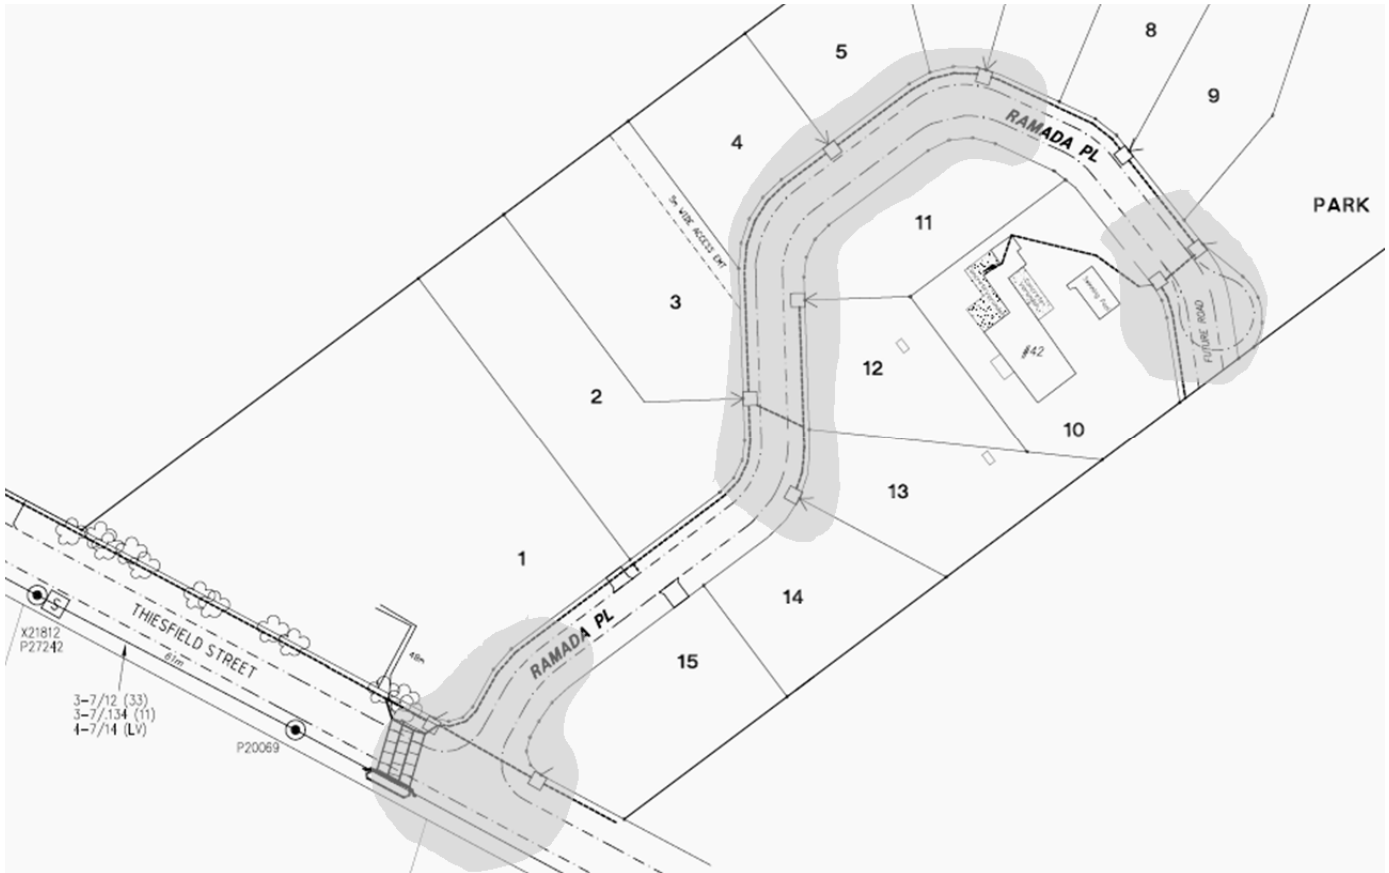 5
8
9
4
RAMADA PL
PARK
5m WIDE ACCESS EMT
11
3
FUTURE ROAD
#42
12
2
10
13
1
14
S
X21812
P27242
THIESFIELD STREET
61m
48m
RAMADA PL
15
3-7/12 (33)
3-7/.134 (11)
4-7/14 (LV)
P20069